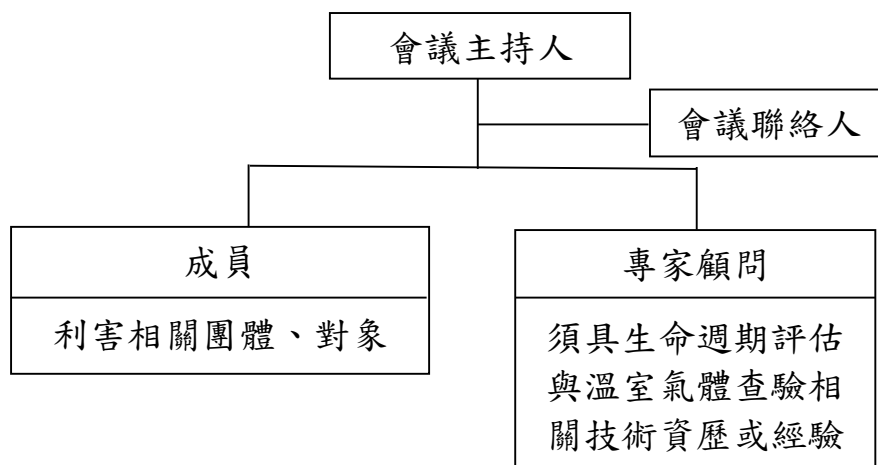 會議主持人
會議聯絡人
成員
利害相關團體、對象
專家顧問
須具生命週期評估
與溫室氣體查驗相
關技術資歷或經驗